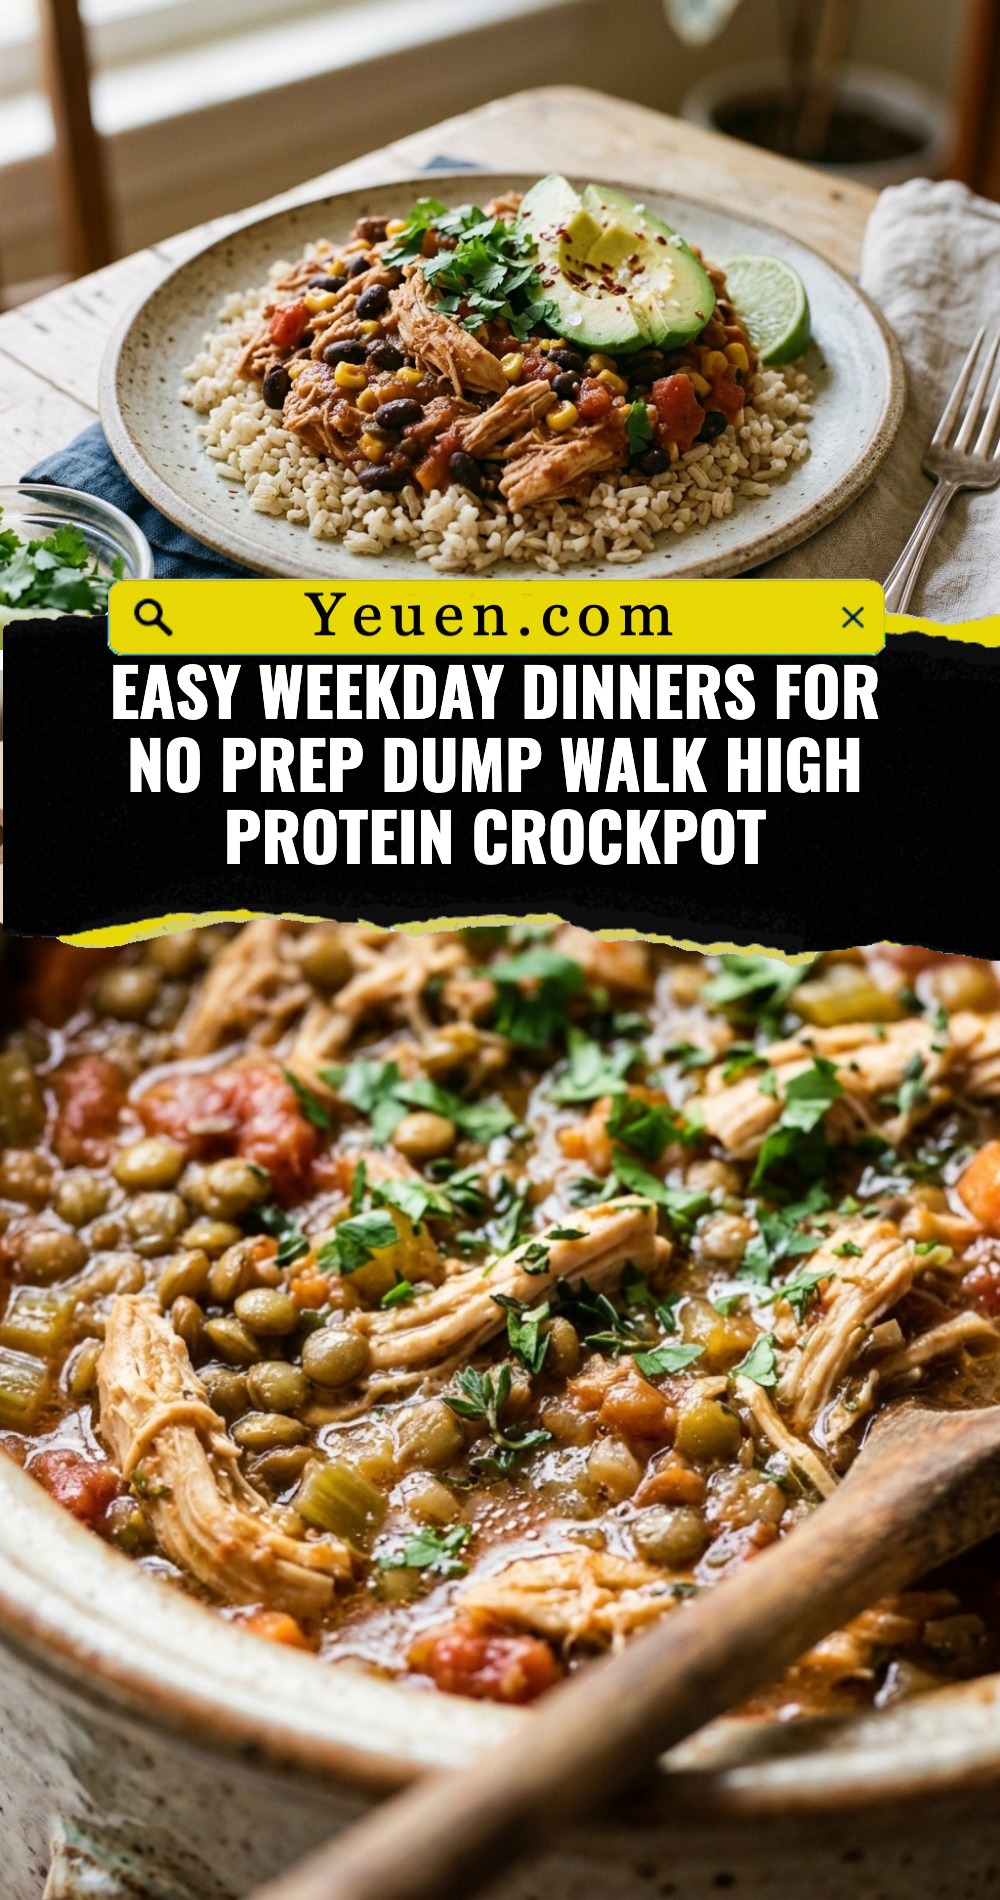 Yeuen.com
EASY WEEKDAY DINNERS FOR
NO PREP DUMP WALK HIGH
PROTEIN CROCKPOT